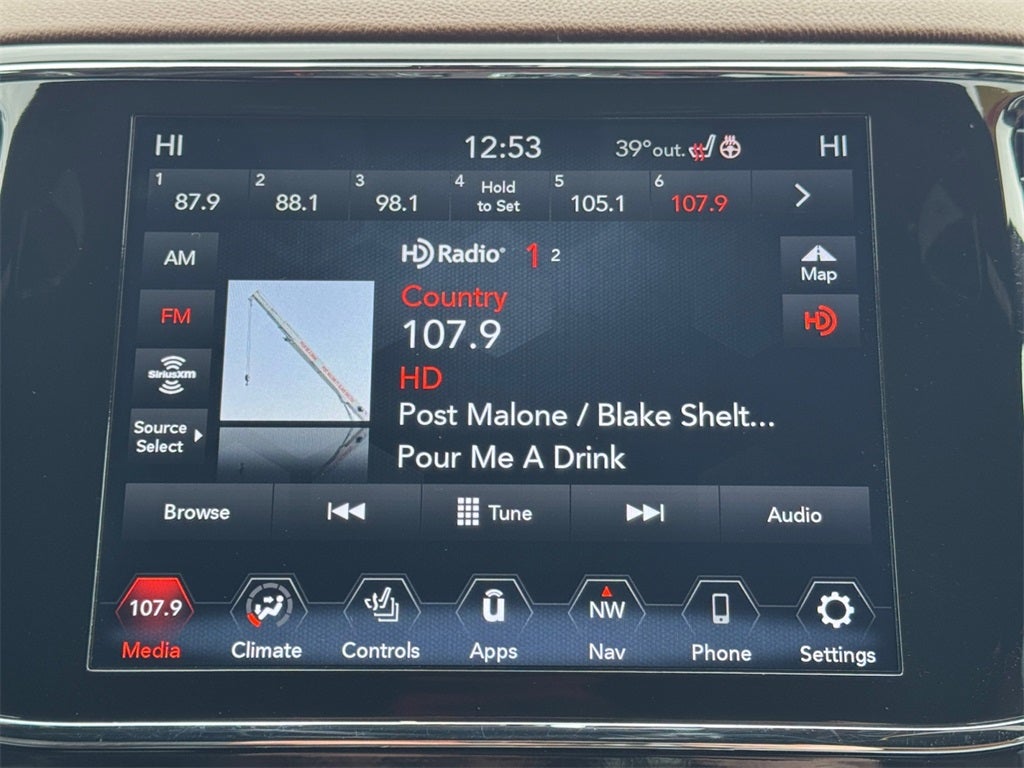 HI 12:53 39°out. HI
1 87.9 2 88.1 3 98.1 4 Hold to Set 5 105.1 6 107.9
AM
HD Radio® 1 2
Map
Country
FM
107.9
HD
SiriusXM
HD
Post Malone / Blake Shelt...
Source
Select
Pour Me A Drink
Browse Tune Audio
107.9 NW
Media Climate Controls Apps Nav Phone Settings